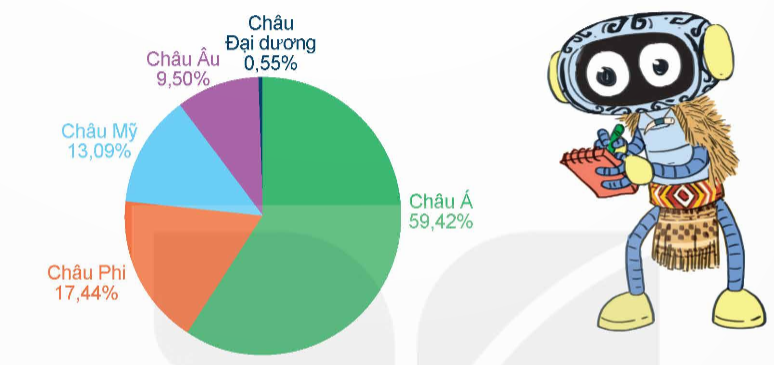 Châu
Đại dương
0,55%
Châu Âu
9,50%
Châu Mỹ
13,09%
Châu Á
59,42%
Châu Phi
17,44%